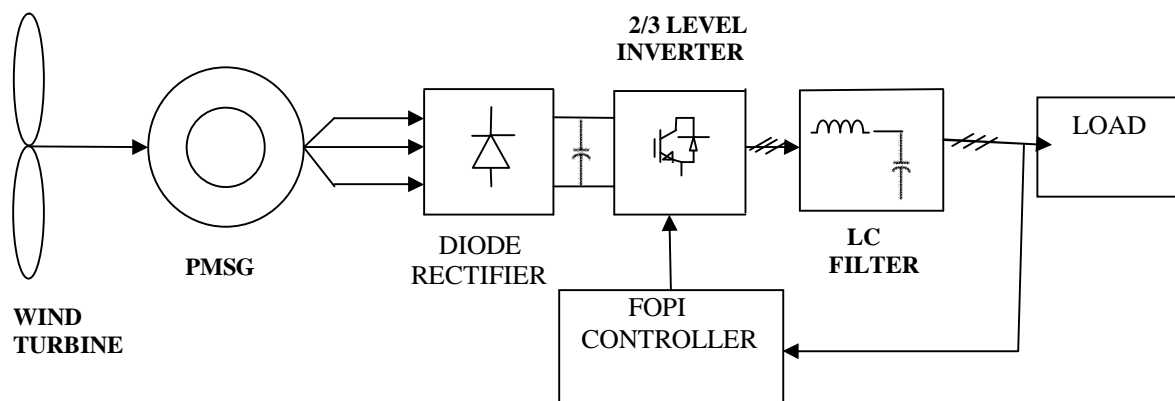 2/3 LEVEL
INVERTER
LOAD
DIODE
RECTIFIER
LC
FILTER
PMSG
WIND
TURBINE
FOPI
CONTROLLER